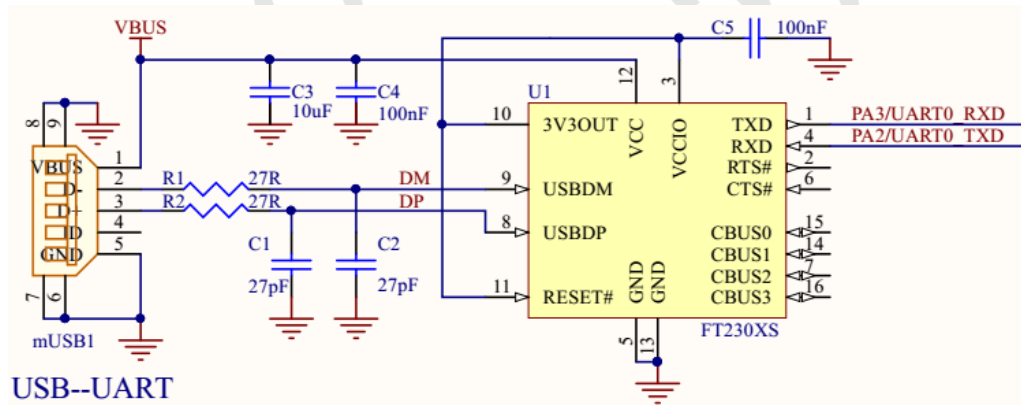 VBUS
C5 100nF
C3
10uF
C4
100nF
12
3
U1
8
9
10 3V3OUT
VCC
VCCIO
TXD 1 PA3/UART0_RXD
RXD 4 PA2/UART0_TXD
RTS# 2
CTS# 6
VBUS 1
D- 2 R1 27R DM 9 USBDM
D+ 3 R2 27R DP 8 USBDP
ID 4
GND 5
C1
27pF
C2
27pF
CBUS0 15
CBUS1 14
CBUS2 7
CBUS3 16
11 RESET#
GND
GND
7
6
5
13
mUSB1
FT230XS
USB--UART